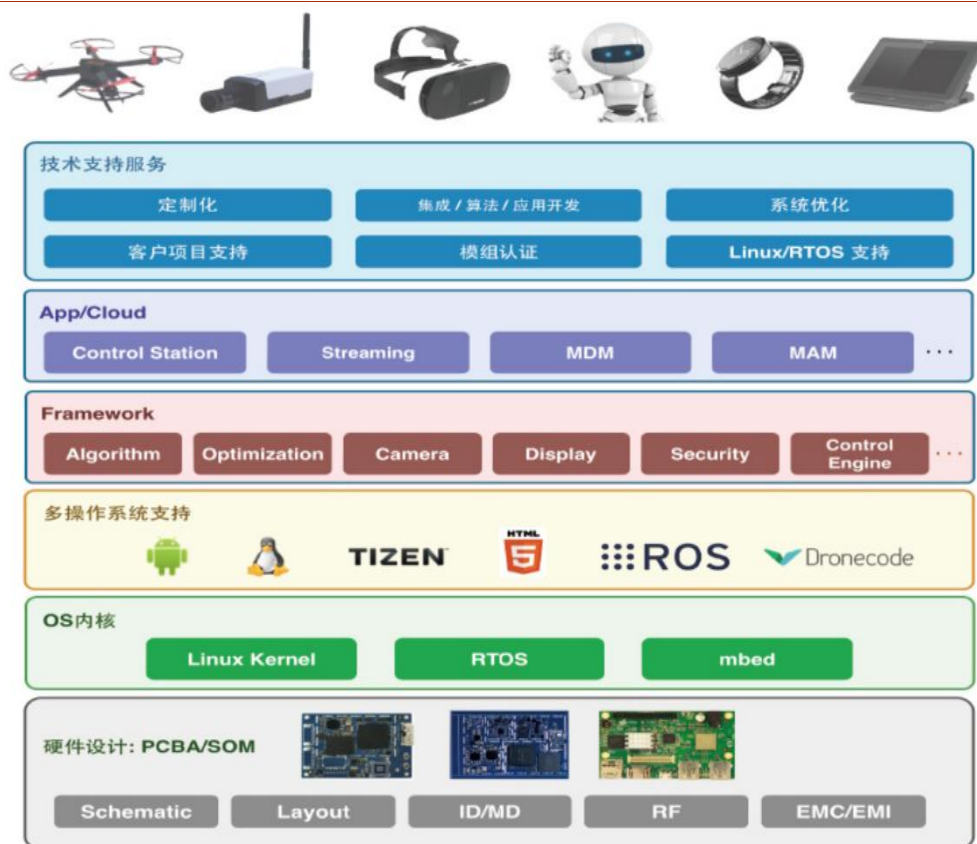 技术支持服务
定制化
集成 / 算法 / 应用开发
系统优化
客户项目支持
模组认证
Linux/RTOS 支持
App/Cloud
Control Station
Streaming
MDM
MAM
...
Framework
Algorithm
Optimization
Camera
Display
Security
Control
Engine
...
多操作系统支持
TIZEN
HTML
5
ROS
Dronecode
OS内核
Linux Kernel
RTOS
mbed
硬件设计: PCBA/SOM
Schematic
Layout
ID/MD
RF
EMC/EMI